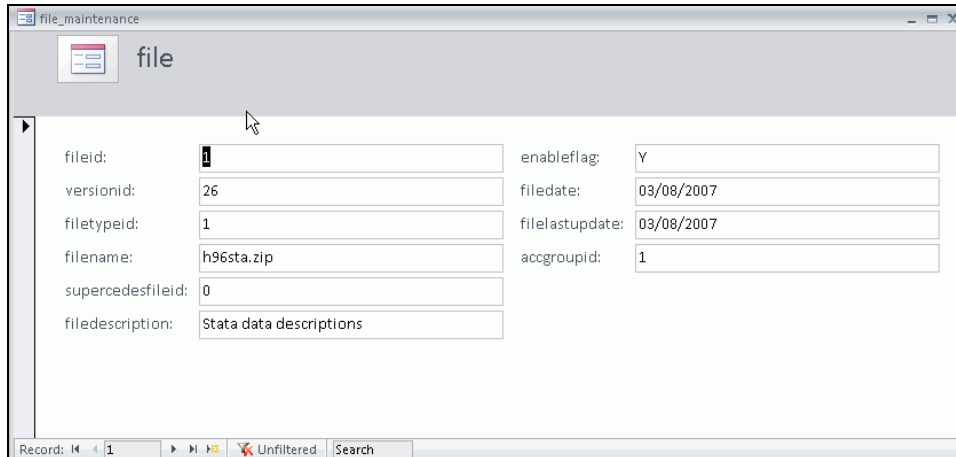 file_maintenance
file
fileid: 1
versionid: 26
filetypeid: 1
filename: h96sta.zip
supercedesfileid: 0
filedescription: Stata data descriptions
enableflag: Y
filedate: 03/08/2007
filelastupdate: 03/08/2007
accgroupid: 1
Record: 1 Unfiltered Search